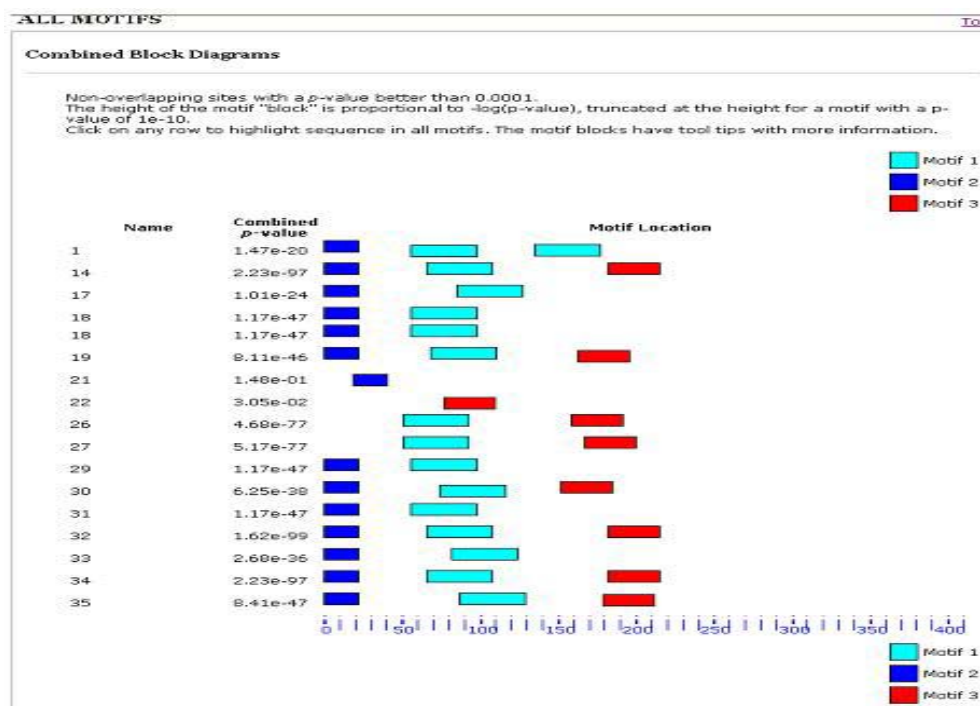 ALL MOTIFS
To
Combined Block Diagrams
Non-overlapping sites with a p-value better than 0.0001.
The height of the motif "block" is proportional to -log(p-value), truncated at the height for a motif with a p-
value of 1e-10.
Click on any row to highlight sequence in all motifs. The motif blocks have tool tips with more information.
Motif 1
Motif 2
Motif 3
Name Combined p-value Motif Location
1 1.47e-20
14 2.23e-97
17 1.01e-24
18 1.17e-47
18 1.17e-47
19 8.11e-46
21 1.48e-01
22 3.05e-02
26 4.68e-77
27 5.17e-77
29 1.17e-47
30 6.25e-38
31 1.17e-47
32 1.62e-99
33 2.68e-36
34 2.23e-97
35 8.41e-47
0 50 100 150 200 250 300 350 400
Motif 1
Motif 2
Motif 3